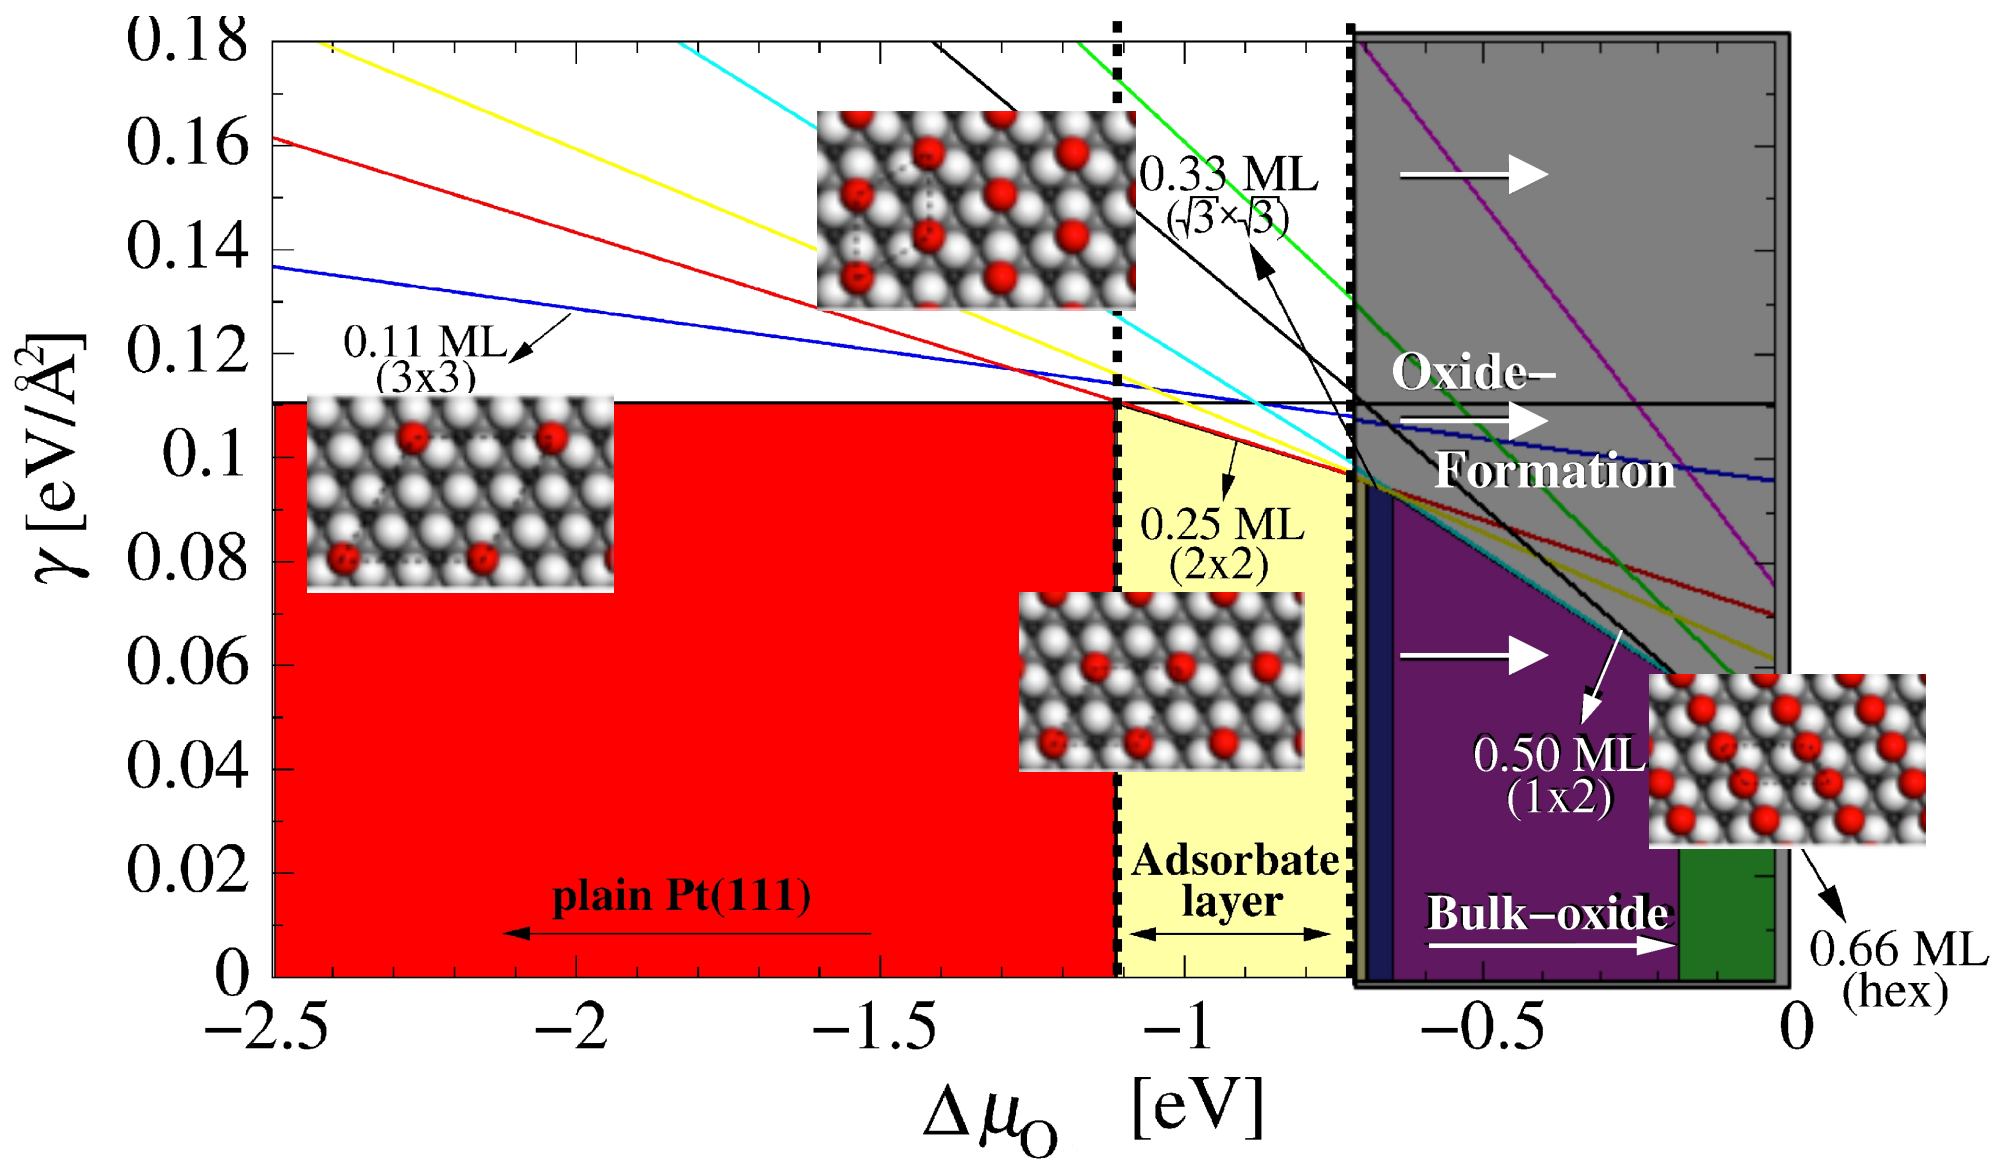 0.18
0.16
0.14
0.12
0.1
0.08
0.06
0.04
0.02
0
γ [eV/Å²]
0.11 ML
(3x3)
0.33 ML
(√3×√3)
0.25 ML
(2x2)
Oxide–
Formation
0.50 ML
(1x2)
plain Pt(111)
Adsorbate
layer
Bulk–oxide
0.66 ML
(hex)
−2.5 −2 −1.5 −1 −0.5 0
Δμ_O [eV]